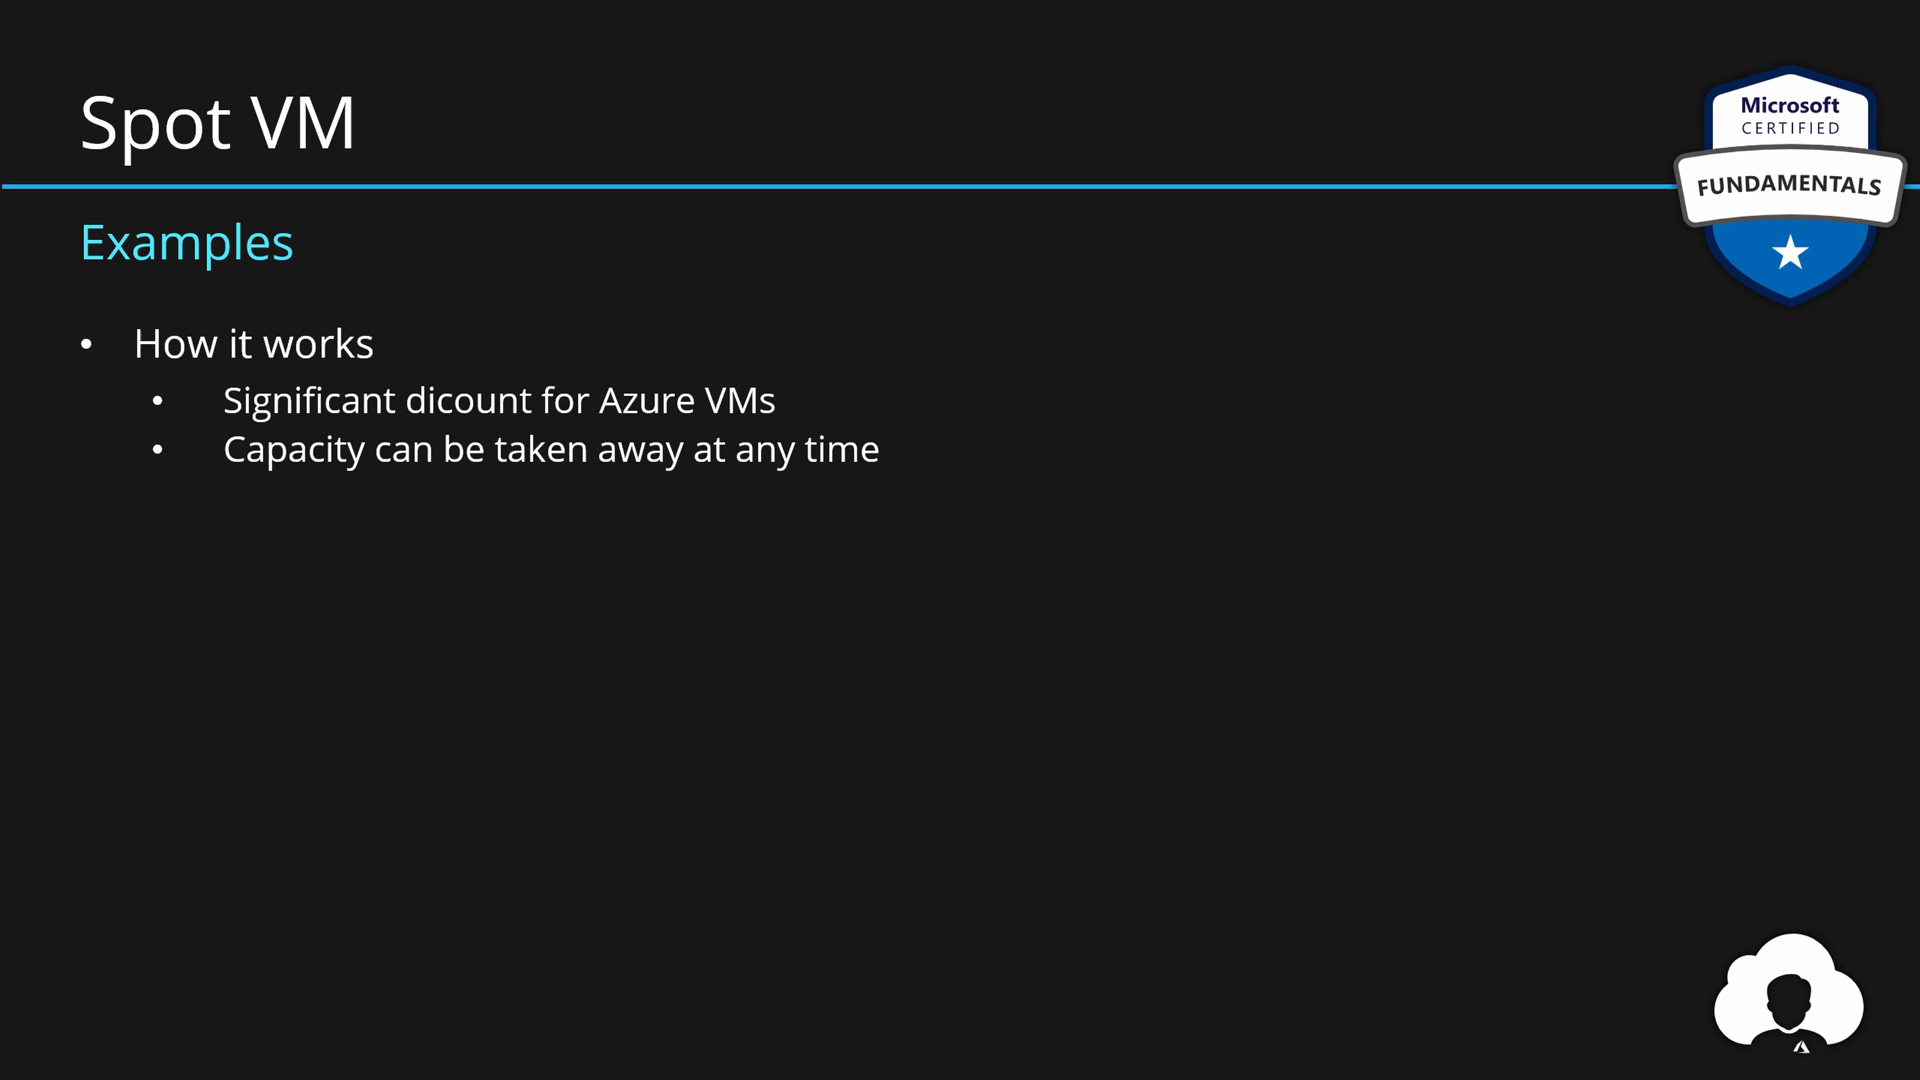 Spot VM
Microsoft
CERTIFIED
FUNDAMENTALS
Examples
• How it works
• Significant dicount for Azure VMs
• Capacity can be taken away at any time